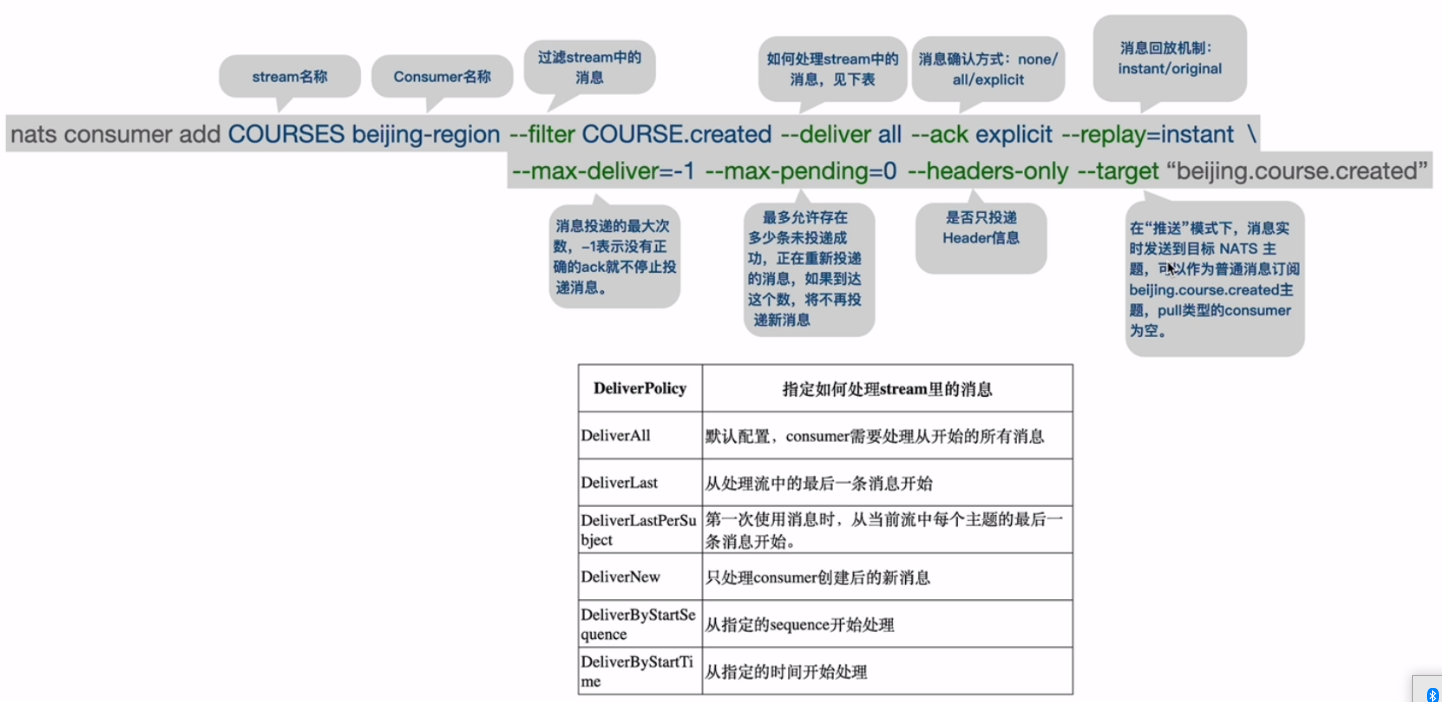 stream名称
Consumer名称
过滤stream中的
消息
如何处理stream中的
消息，见下表
消息确认方式：none/
all/explicit
消息回放机制：
instant/original
nats consumer add COURSES beijing-region --filter COURSE.created --deliver all --ack explicit --replay=instant \
--max-deliver=-1 --max-pending=0 --headers-only --target “beijing.course.created”
消息投递的最大次
数，-1表示没有正
确的ack就不停止投
递消息。
最多允许存在
多少条未投递成
功，正在重新投递
的消息，如果到达
这个数，将不再投
递新消息
是否只投递
Header信息
在“推送”模式下，消息实
时发送到目标 NATS 主
题，可以作为普通消息订阅
beijing.course.created主
题，pull类型的consumer
为空。
DeliverPolicy 指定如何处理stream里的消息
DeliverAll 默认配置，consumer需要处理从开始的所有消息
DeliverLast 从处理流中的最后一条消息开始
DeliverLastPerSu 第一次使用消息时，从当前流中每个主题的最后一
bject 条消息开始。
DeliverNew 只处理consumer创建后的新消息
DeliverByStartSe
quence
从指定的sequence开始处理
DeliverByStartTi
me
从指定的时间开始处理